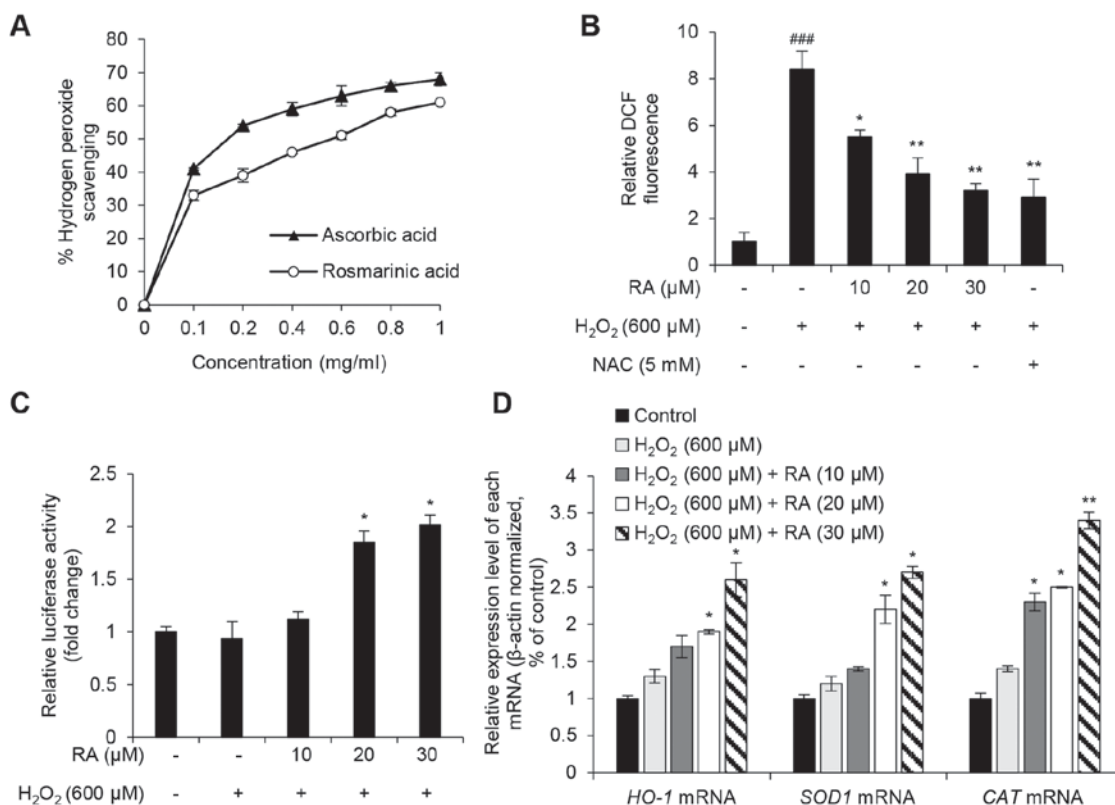 A
% Hydrogen peroxide
scavenging
80
70
60
50
40
30
20
10
0
Ascorbic acid
Rosmarinic acid
0 0.1 0.2 0.4 0.6 0.8 1
Concentration (mg/ml)
B
Relative DCF
fluorescence
10
8
6
4
2
0
###
*
**
**
**
RA (µM) - - 10 20 30 -
H₂O₂ (600 µM) - + + + + +
NAC (5 mM) - - - - - +
C
Relative luciferase activity
(fold change)
2.5
2
1.5
1
0.5
0
*
*
RA (µM) - - 10 20 30
H₂O₂ (600 µM) - + + + +
D
Control
H₂O₂ (600 µM)
H₂O₂ (600 µM) + RA (10 µM)
H₂O₂ (600 µM) + RA (20 µM)
H₂O₂ (600 µM) + RA (30 µM)
Relative expression level of each
mRNA (β-actin normalized,
% of control)
4
3.5
3
2.5
2
1.5
1
0.5
0
*
*
*
*
*
*
**
HO-1 mRNA SOD1 mRNA CAT mRNA